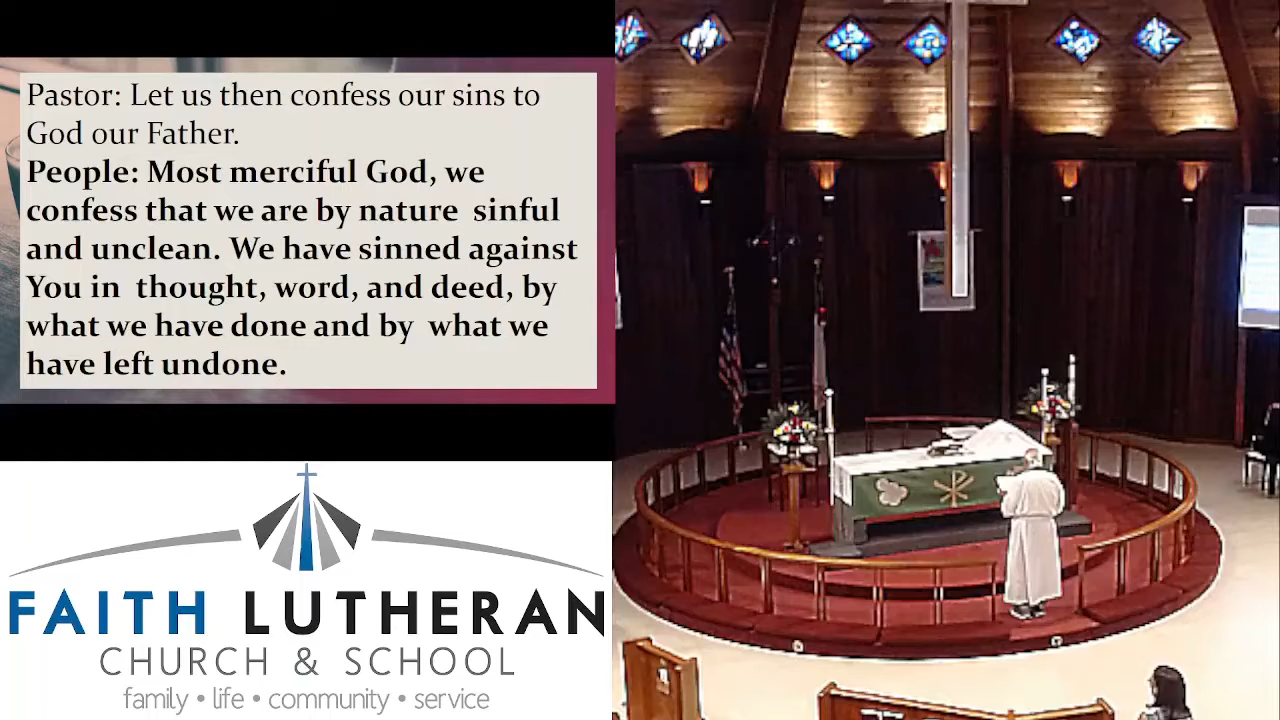 Pastor: Let us then confess our sins to
God our Father.
People: Most merciful God, we
confess that we are by nature sinful
and unclean. We have sinned against
You in thought, word, and deed, by
what we have done and by what we
have left undone.
FAITH LUTHERAN
CHURCH & SCHOOL
family • life • community • service